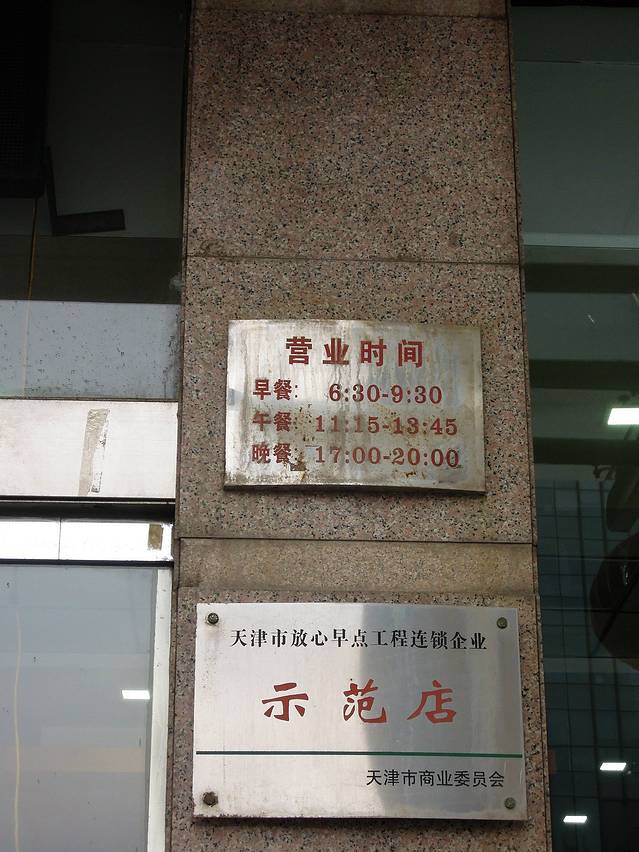 营业时间
早餐: 6:30-9:30
午餐: 11:15-13:45
晚餐: 17:00-20:00
天津市放心早点工程连锁企业
示范店
天津市商业委员会